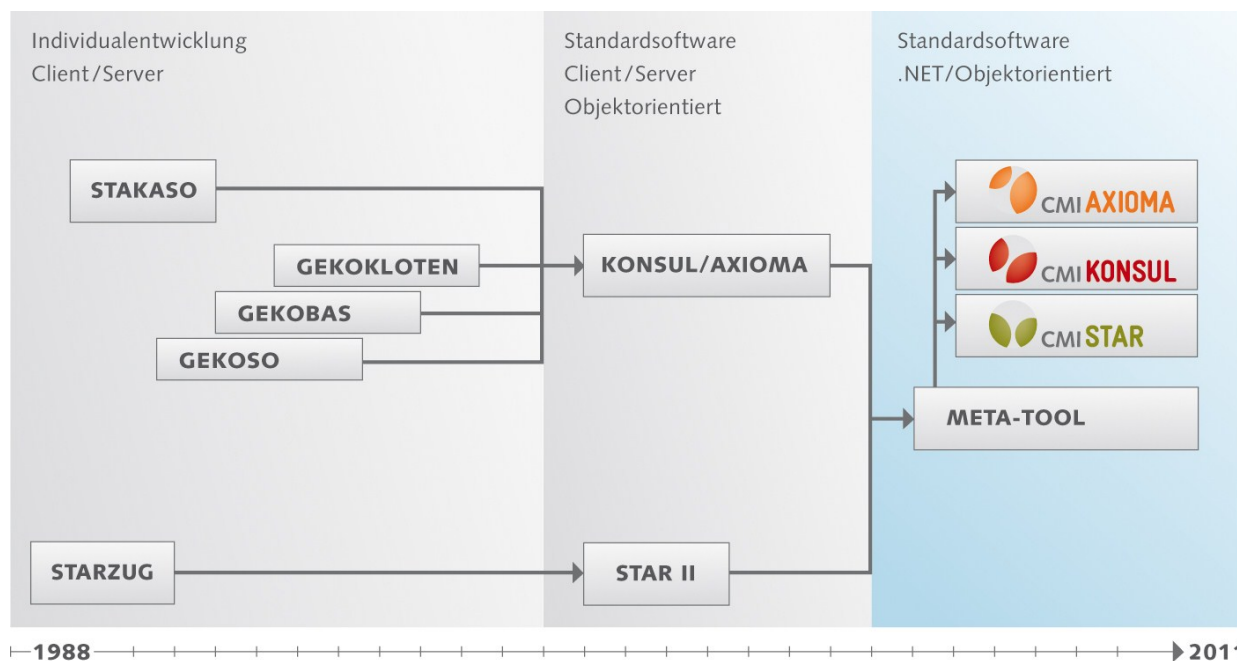 Individualentwicklung
Client/Server
Standardsoftware
Client/Server
Objektorientiert
Standardsoftware
.NET/Objektorientiert
STAKASO
GEKOKLOTEN
GEKOBAS
GEKOSO
STARZUG
KONSUL/AXIOMA
STAR II
CMI AXIOMA
CMI KONSUL
CMI STAR
META-TOOL
1988
2011